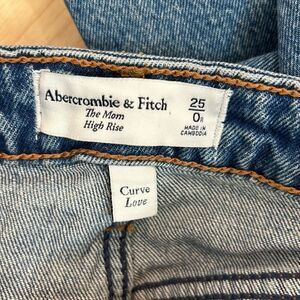 Abercrombie & Fitch
The Mom
High Rise
25
0R
MADE IN
CAMBODIA
Curve
Love